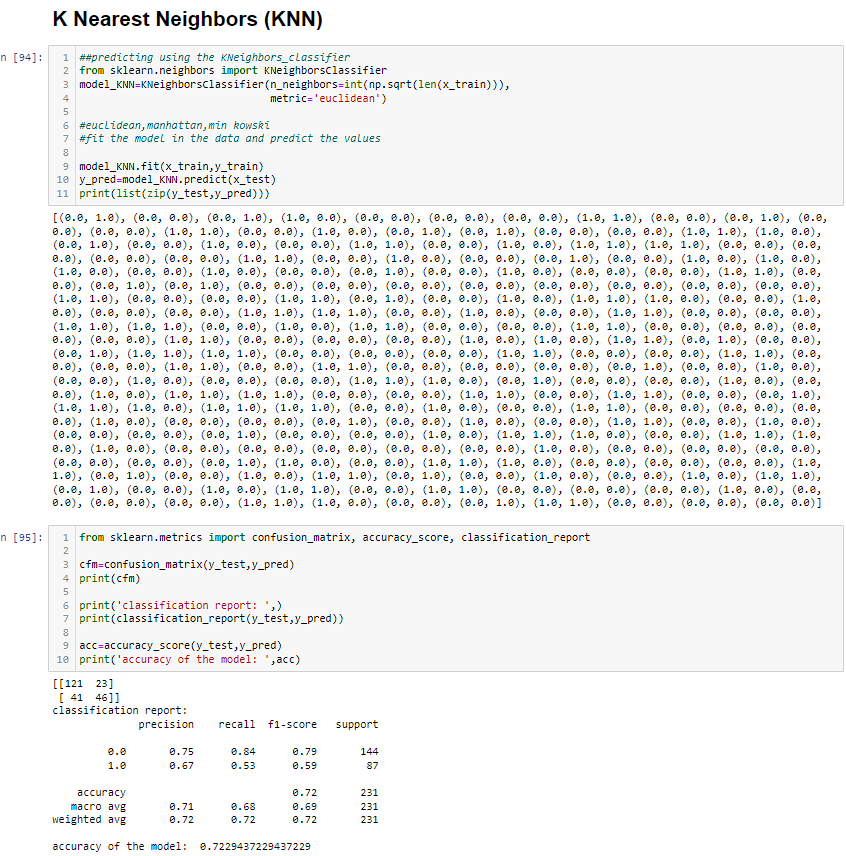 K Nearest Neighbors (KNN)
n [94]:
1 ##predicting using the KNeighbors_classifier
2 from sklearn.neighbors import KNeighborsClassifier
3 model_KNN=KNeighborsClassifier(n_neighbors=int(np.sqrt(len(x_train))),
4 metric='euclidean')
5
6 #euclidean,manhattan,min kowski
7 #fit the model in the data and predict the values
8
9 model_KNN.fit(x_train,y_train)
10 y_pred=model_KNN.predict(x_test)
11 print(list(zip(y_test,y_pred)))
[(0.0, 1.0), (0.0, 0.0), (0.0, 1.0), (1.0, 0.0), (0.0, 0.0), (0.0, 0.0), (0.0, 0.0), (1.0, 1.0), (0.0, 0.0), (0.0, 1.0), (0.0,
0.0), (0.0, 0.0), (1.0, 1.0), (0.0, 0.0), (1.0, 0.0), (0.0, 1.0), (0.0, 1.0), (0.0, 0.0), (0.0, 0.0), (1.0, 1.0), (1.0, 0.0),
(0.0, 1.0), (0.0, 0.0), (1.0, 0.0), (0.0, 0.0), (1.0, 1.0), (0.0, 0.0), (1.0, 0.0), (1.0, 1.0), (1.0, 1.0), (0.0, 0.0), (0.0,
0.0), (0.0, 0.0), (0.0, 0.0), (1.0, 1.0), (0.0, 0.0), (1.0, 0.0), (0.0, 0.0), (0.0, 1.0), (0.0, 0.0), (1.0, 0.0), (1.0, 0.0),
(1.0, 0.0), (0.0, 0.0), (1.0, 0.0), (0.0, 0.0), (0.0, 1.0), (0.0, 0.0), (1.0, 0.0), (0.0, 0.0), (0.0, 0.0), (1.0, 1.0), (0.0,
0.0), (0.0, 1.0), (0.0, 1.0), (0.0, 0.0), (0.0, 0.0), (0.0, 0.0), (0.0, 0.0), (0.0, 0.0), (0.0, 0.0), (0.0, 0.0), (0.0, 0.0),
(1.0, 1.0), (0.0, 0.0), (0.0, 0.0), (1.0, 1.0), (0.0, 1.0), (0.0, 0.0), (1.0, 0.0), (1.0, 1.0), (1.0, 0.0), (0.0, 0.0), (1.0,
0.0), (0.0, 0.0), (0.0, 0.0), (1.0, 1.0), (1.0, 1.0), (0.0, 0.0), (1.0, 0.0), (0.0, 0.0), (1.0, 1.0), (0.0, 0.0), (0.0, 0.0),
(1.0, 1.0), (1.0, 1.0), (0.0, 0.0), (1.0, 0.0), (1.0, 1.0), (0.0, 0.0), (0.0, 0.0), (1.0, 1.0), (0.0, 0.0), (0.0, 0.0), (0.0,
0.0), (0.0, 0.0), (1.0, 1.0), (0.0, 0.0), (0.0, 0.0), (0.0, 0.0), (1.0, 0.0), (1.0, 0.0), (1.0, 1.0), (0.0, 1.0), (0.0, 0.0),
(0.0, 1.0), (1.0, 1.0), (1.0, 1.0), (0.0, 0.0), (0.0, 0.0), (0.0, 0.0), (1.0, 1.0), (0.0, 0.0), (0.0, 0.0), (1.0, 1.0), (0.0,
0.0), (0.0, 0.0), (1.0, 1.0), (0.0, 0.0), (1.0, 1.0), (0.0, 0.0), (0.0, 0.0), (0.0, 0.0), (0.0, 1.0), (0.0, 0.0), (1.0, 0.0),
(0.0, 0.0), (1.0, 0.0), (0.0, 0.0), (0.0, 0.0), (1.0, 1.0), (1.0, 0.0), (0.0, 1.0), (0.0, 0.0), (0.0, 0.0), (1.0, 0.0), (0.0,
0.0), (1.0, 0.0), (1.0, 1.0), (1.0, 1.0), (0.0, 0.0), (0.0, 0.0), (1.0, 1.0), (0.0, 0.0), (1.0, 1.0), (0.0, 0.0), (0.0, 1.0),
(1.0, 1.0), (1.0, 0.0), (1.0, 1.0), (1.0, 1.0), (0.0, 0.0), (1.0, 0.0), (0.0, 0.0), (1.0, 1.0), (0.0, 0.0), (0.0, 0.0), (0.0,
0.0), (1.0, 0.0), (0.0, 0.0), (0.0, 0.0), (0.0, 1.0), (0.0, 0.0), (1.0, 0.0), (0.0, 0.0), (1.0, 1.0), (0.0, 0.0), (1.0, 0.0),
(0.0, 0.0), (0.0, 0.0), (0.0, 1.0), (0.0, 0.0), (0.0, 0.0), (1.0, 0.0), (1.0, 1.0), (1.0, 0.0), (0.0, 0.0), (1.0, 1.0), (1.0,
0.0), (1.0, 0.0), (0.0, 0.0), (0.0, 0.0), (0.0, 0.0), (0.0, 0.0), (0.0, 0.0), (1.0, 0.0), (0.0, 0.0), (0.0, 0.0), (0.0, 0.0),
(0.0, 0.0), (0.0, 0.0), (0.0, 1.0), (1.0, 0.0), (0.0, 0.0), (1.0, 1.0), (1.0, 0.0), (0.0, 0.0), (0.0, 0.0), (0.0, 0.0), (1.0,
1.0), (0.0, 1.0), (0.0, 0.0), (1.0, 0.0), (1.0, 1.0), (0.0, 1.0), (0.0, 0.0), (1.0, 0.0), (0.0, 0.0), (1.0, 0.0), (1.0, 1.0),
(0.0, 1.0), (0.0, 0.0), (1.0, 0.0), (1.0, 1.0), (0.0, 0.0), (1.0, 1.0), (0.0, 0.0), (0.0, 0.0), (0.0, 0.0), (1.0, 0.0), (0.0,
0.0), (0.0, 0.0), (0.0, 0.0), (1.0, 1.0), (1.0, 0.0), (0.0, 0.0), (0.0, 1.0), (1.0, 1.0), (0.0, 0.0), (0.0, 0.0), (0.0, 0.0)]
n [95]:
1 from sklearn.metrics import confusion_matrix, accuracy_score, classification_report
2
3 cfm=confusion_matrix(y_test,y_pred)
4 print(cfm)
5
6 print('classification report: ',)
7 print(classification_report(y_test,y_pred))
8
9 acc=accuracy_score(y_test,y_pred)
10 print('accuracy of the model: ',acc)
[[121 23]
[ 41 46]]
classification report:
precision recall f1-score support
0.0 0.75 0.84 0.79 144
1.0 0.67 0.53 0.59 87
accuracy 0.72 231
macro avg 0.71 0.68 0.69 231
weighted avg 0.72 0.72 0.72 231
accuracy of the model: 0.7229437229437229